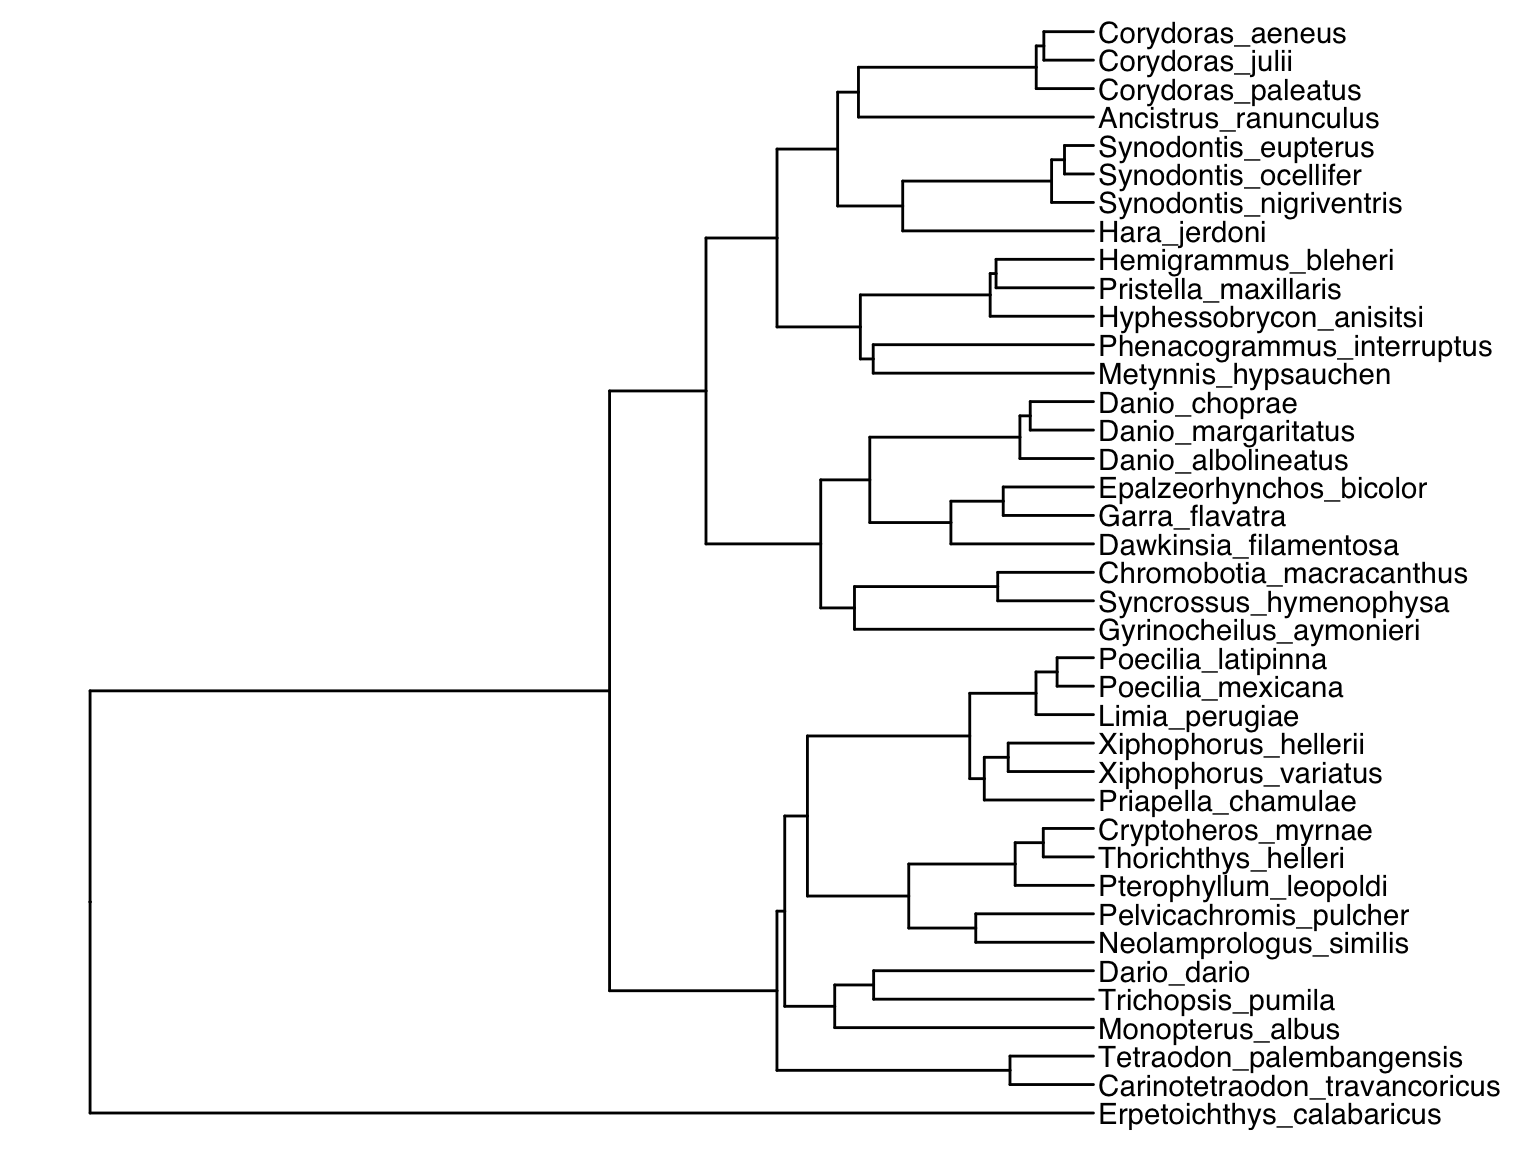 Corydoras_aeneus
Corydoras_julii
Corydoras_paleatus
Ancistrus_ranunculus
Synodontis_eupterus
Synodontis_ocellifer
Synodontis_nigriventris
Hara_jerdoni
Hemigrammus_bleheri
Pristella_maxillaris
Hyphessobrycon_anisitsi
Phenacogrammus_interruptus
Metynnis_hypsauchen
Danio_choprae
Danio_margaritatus
Danio_albolineatus
Epalzeorhynchos_bicolor
Garra_flavatra
Dawkinsia_filamentosa
Chromobotia_macracanthus
Syncrossus_hymenophysa
Gyrinocheilus_aymonieri
Poecilia_latipinna
Poecilia_mexicana
Limia_perugiae
Xiphophorus_hellerii
Xiphophorus_variatus
Priapella_chamulae
Cryptoheros_myrnae
Thorichthys_helleri
Pterophyllum_leopoldi
Pelvicachromis_pulcher
Neolamprologus_similis
Dario_dario
Trichopsis_pumila
Monopterus_albus
Tetraodon_palembangensis
Carinotetraodon_travancoricus
Erpetoichthys_calabaricus